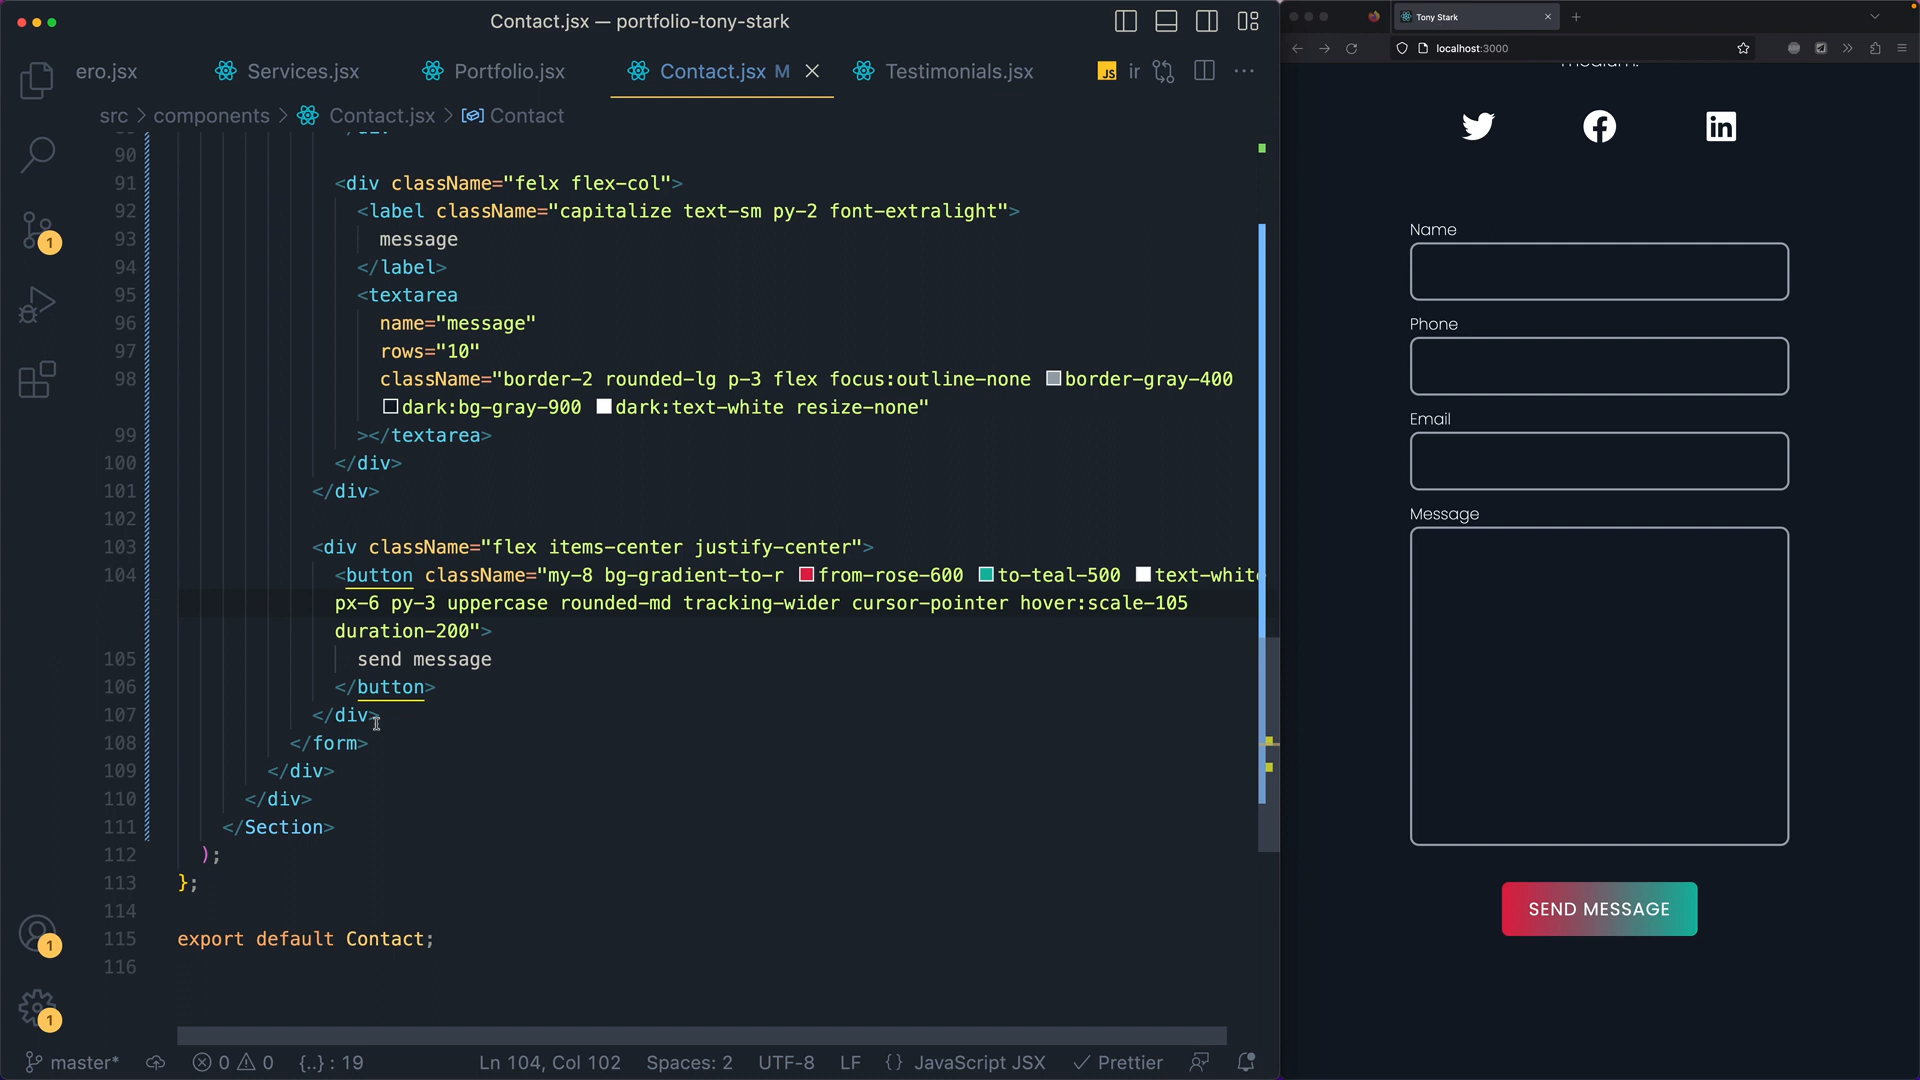 Contact.jsx — portfolio-tony-stark
ero.jsx
Services.jsx
Portfolio.jsx
Contact.jsx M
Testimonials.jsx
JS ir
src > components > Contact.jsx > Contact
90
91 <div className="felx flex-col">
92 <label className="capitalize text-sm py-2 font-extralight">
93 message
94 </label>
95 <textarea
96 name="message"
97 rows="10"
98 className="border-2 rounded-lg p-3 flex focus:outline-none border-gray-400
dark:bg-gray-900 dark:text-white resize-none"
99 ></textarea>
100 </div>
101 </div>
102
103 <div className="flex items-center justify-center">
104 <button className="my-8 bg-gradient-to-r from-rose-600 to-teal-500 text-white
px-6 py-3 uppercase rounded-md tracking-wider cursor-pointer hover:scale-105
duration-200">
105 send message
106 </button>
107 </div>
108 </form>
109 </div>
110 </div>
111 </Section>
112 );
113 };
114
115 export default Contact;
116
1
1
1
master*
0 0
{..} : 19
Ln 104, Col 102
Spaces: 2
UTF-8
LF
{} JavaScript JSX
Prettier
Tony Stark
localhost:3000
in
Name
Phone
Email
Message
SEND MESSAGE